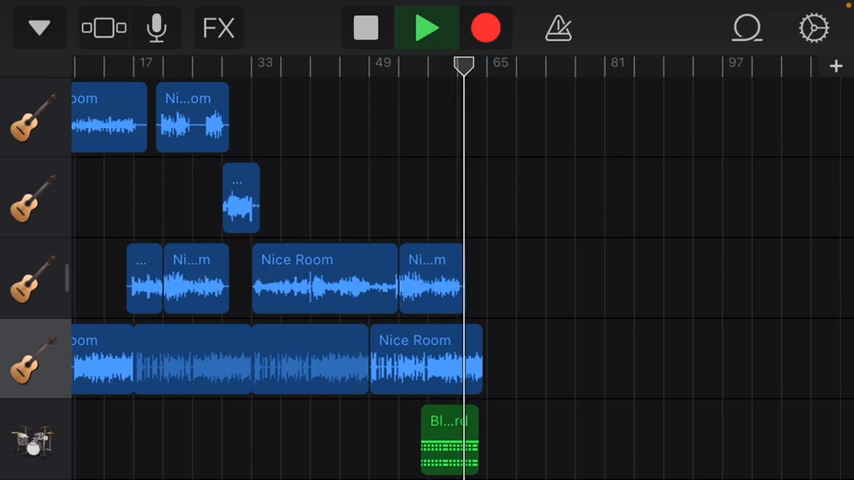 FX
17 33 49 65 81 97
oom
Ni...om
...
...
Ni...m
Nice Room
Ni...m
oom
Nice Room
Bl...rd